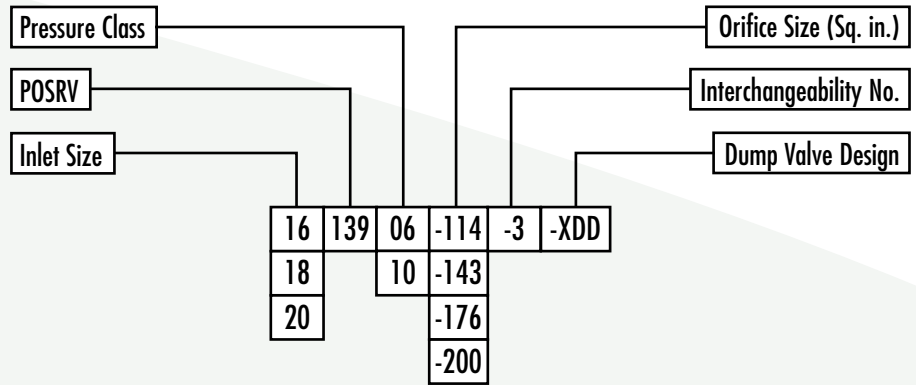 Pressure Class
Orifice Size (Sq. in.)
POSRV
Interchangeability No.
Inlet Size
Dump Valve Design
16 139 06 -114 -3 -XDD
18 10 -143
20 -176
-200